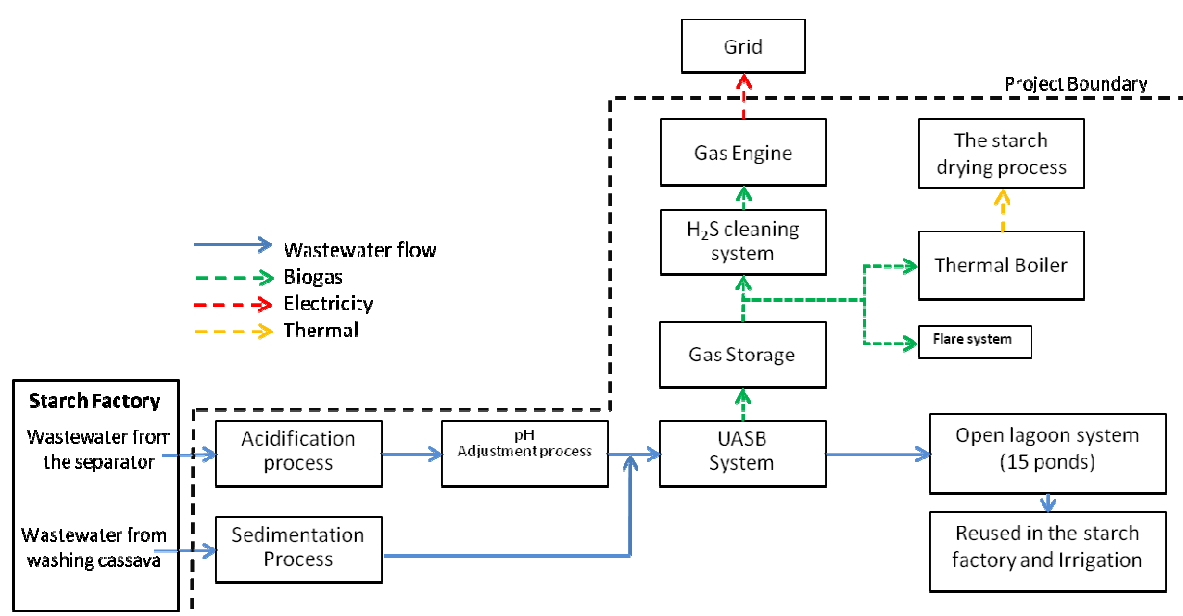 Grid
Project Boundary
Gas Engine
The starch
drying process
H₂S cleaning
system
Wastewater flow
Biogas
Electricity
Thermal
Thermal Boiler
Flare system
Gas Storage
Starch Factory
Wastewater from
the separator
Acidification
process
pH
Adjustment process
UASB
System
Open lagoon system
(15 ponds)
Wastewater from
washing cassava
Sedimentation
Process
Reused in the starch
factory and Irrigation